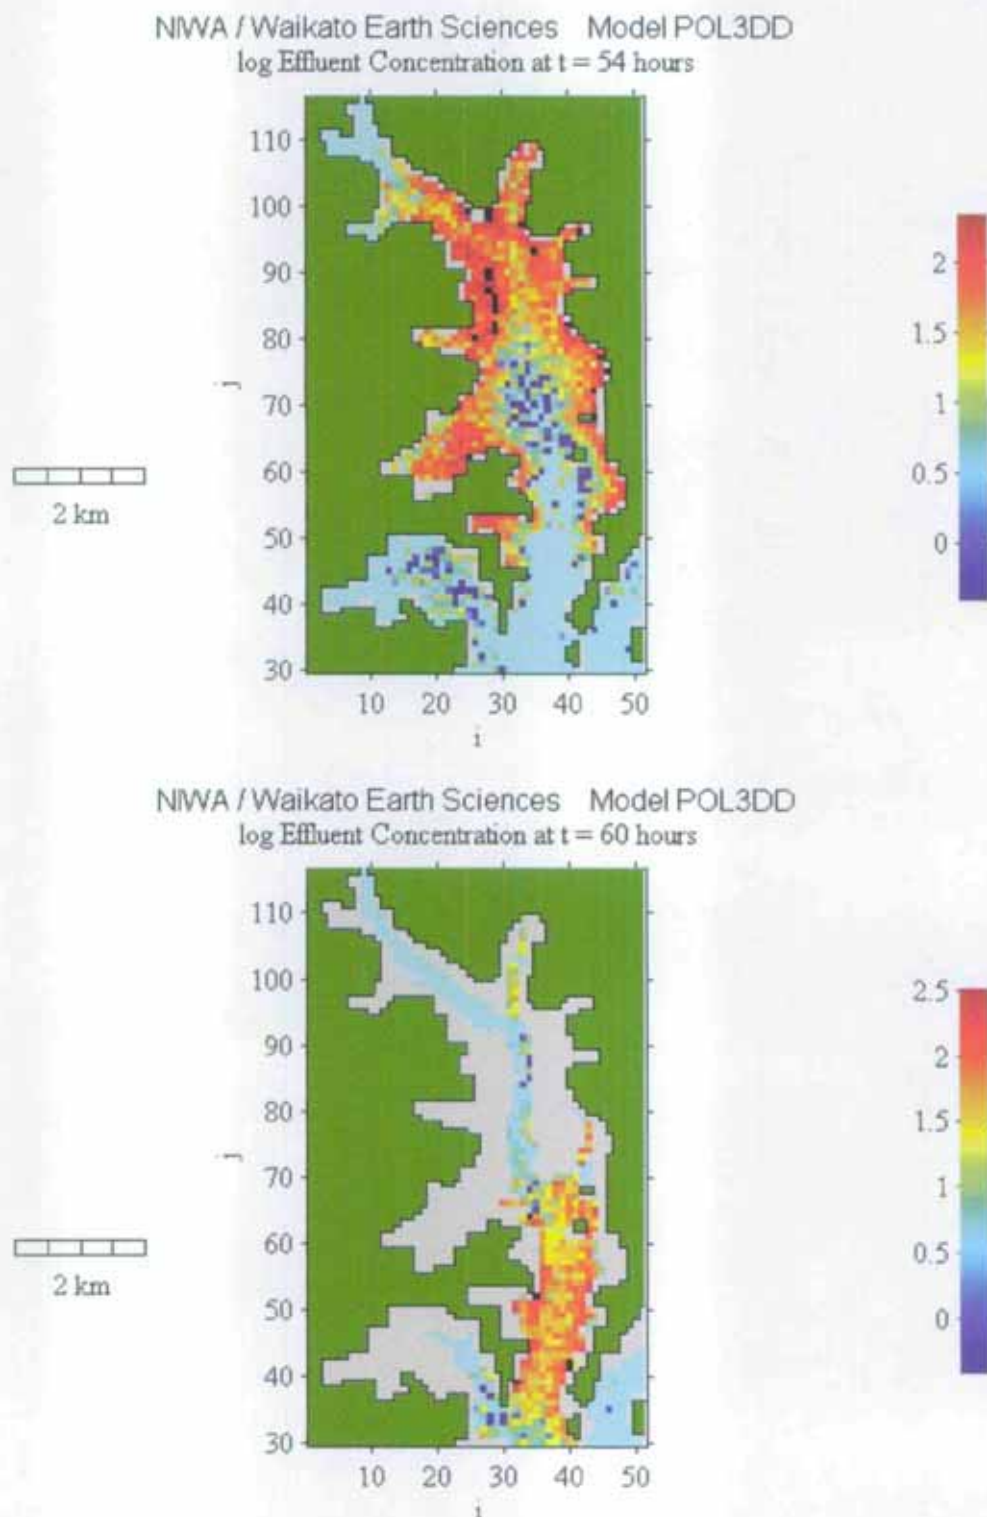 NIWA / Waikato Earth Sciences Model POL3DD
log Effluent Concentration at t = 54 hours
110
100
90
80
70
60
50
40
30
j
10 20 30 40 50
i
2 km
2
1.5
1
0.5
0
NIWA / Waikato Earth Sciences Model POL3DD
log Effluent Concentration at t = 60 hours
110
100
90
80
70
60
50
40
30
j
10 20 30 40 50
i
2 km
2.5
2
1.5
1
0.5
0